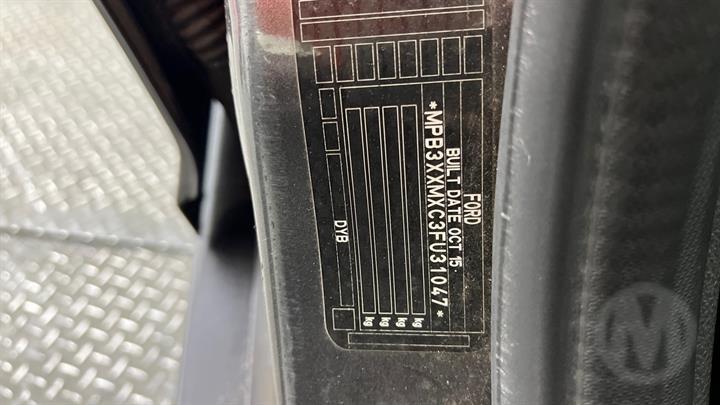 FORD
BUILT DATE OCT 15
*MPB3XXMXC3FU31047*
kg
kg
kg
kg
DYB
M